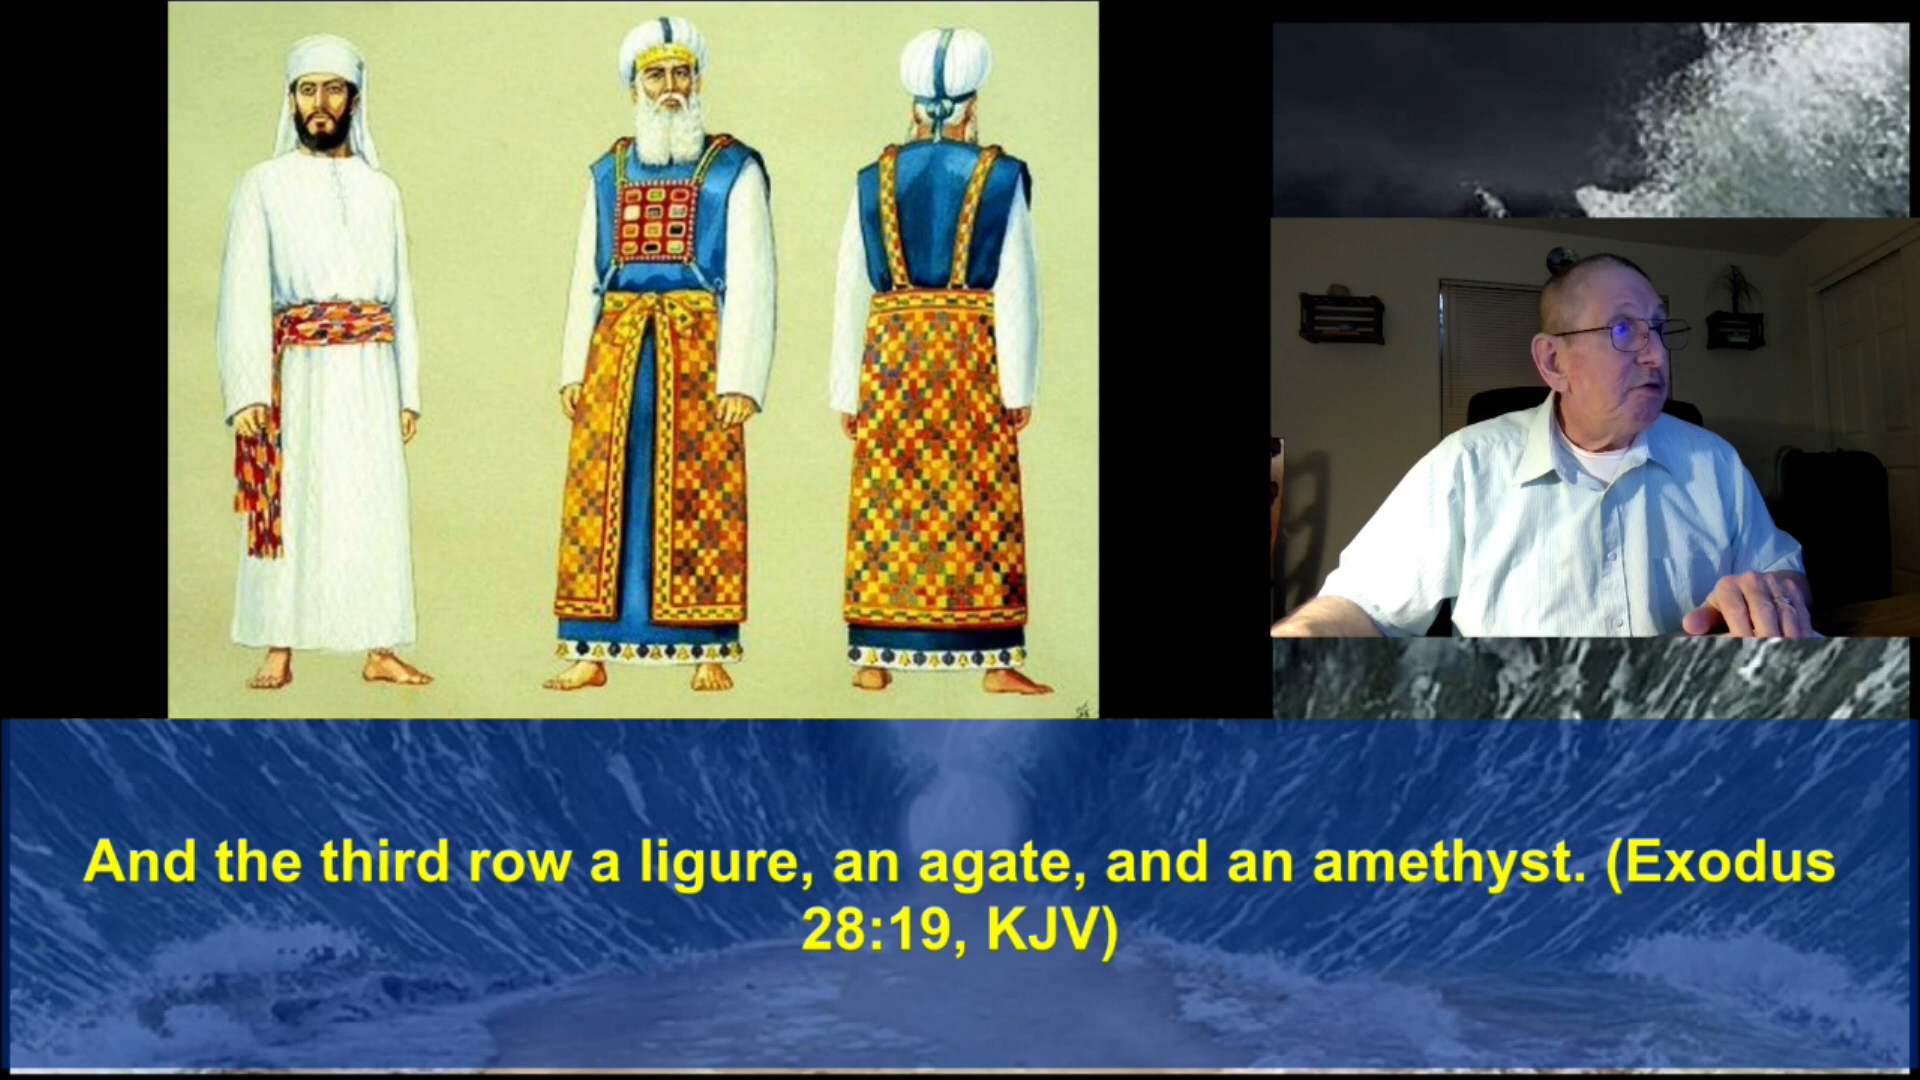 And the third row a ligure, an agate, and an amethyst. (Exodus
28:19, KJV)